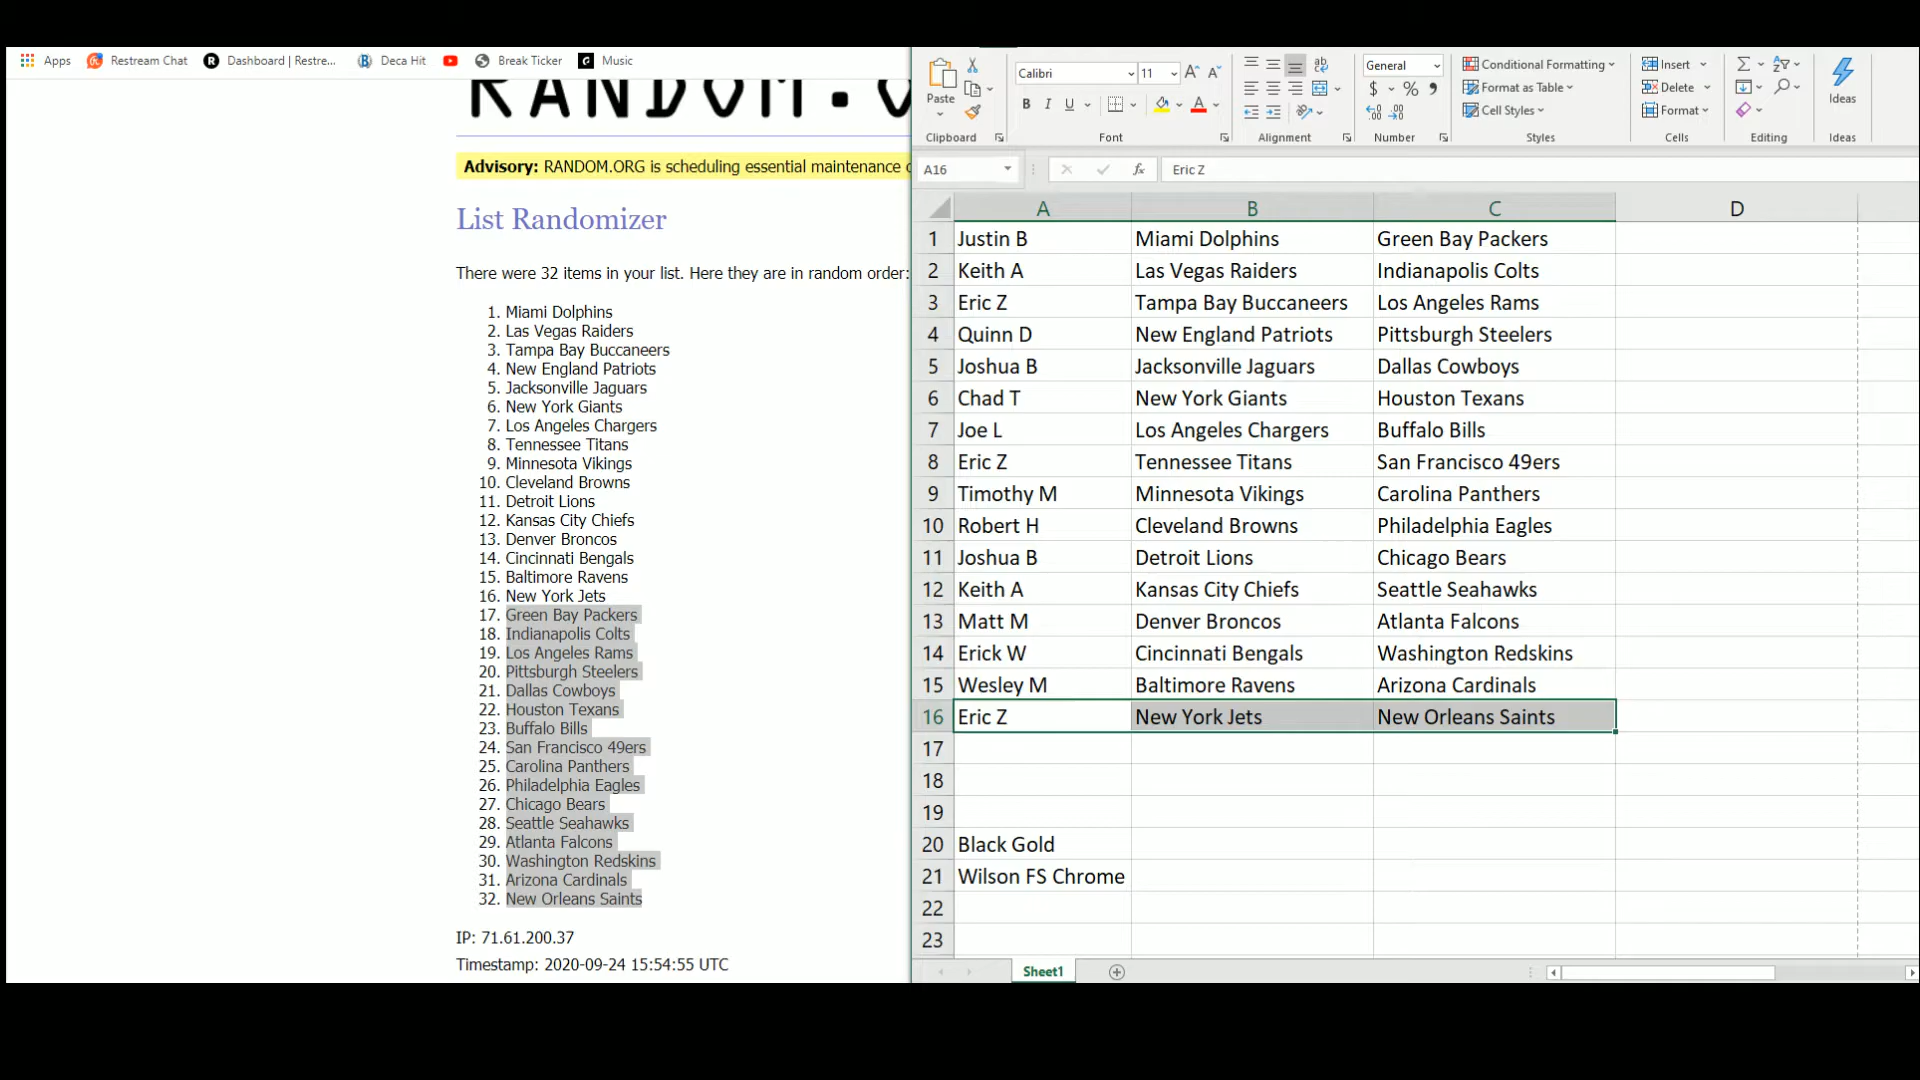 Apps Restream Chat Dashboard | Restre... Deca Hit Break Ticker Music
RANDOM.O
Advisory: RANDOM.ORG is scheduling essential maintenance
List Randomizer
There were 32 items in your list. Here they are in random order:
1. Miami Dolphins
2. Las Vegas Raiders
3. Tampa Bay Buccaneers
4. New England Patriots
5. Jacksonville Jaguars
6. New York Giants
7. Los Angeles Chargers
8. Tennessee Titans
9. Minnesota Vikings
10. Cleveland Browns
11. Detroit Lions
12. Kansas City Chiefs
13. Denver Broncos
14. Cincinnati Bengals
15. Baltimore Ravens
16. New York Jets
17. Green Bay Packers
18. Indianapolis Colts
19. Los Angeles Rams
20. Pittsburgh Steelers
21. Dallas Cowboys
22. Houston Texans
23. Buffalo Bills
24. San Francisco 49ers
25. Carolina Panthers
26. Philadelphia Eagles
27. Chicago Bears
28. Seattle Seahawks
29. Atlanta Falcons
30. Washington Redskins
31. Arizona Cardinals
32. New Orleans Saints
IP: 71.61.200.37
Timestamp: 2020-09-24 15:54:55 UTC
Paste
Calibri 11
B I U
General
$ % ,
Conditional Formatting
Format as Table
Cell Styles
Insert
Delete
Format
Ideas
Clipboard Font Alignment Number Styles Cells Editing Ideas
A16 fx Eric Z
A B C D
1 Justin B Miami Dolphins Green Bay Packers
2 Keith A Las Vegas Raiders Indianapolis Colts
3 Eric Z Tampa Bay Buccaneers Los Angeles Rams
4 Quinn D New England Patriots Pittsburgh Steelers
5 Joshua B Jacksonville Jaguars Dallas Cowboys
6 Chad T New York Giants Houston Texans
7 Joe L Los Angeles Chargers Buffalo Bills
8 Eric Z Tennessee Titans San Francisco 49ers
9 Timothy M Minnesota Vikings Carolina Panthers
10 Robert H Cleveland Browns Philadelphia Eagles
11 Joshua B Detroit Lions Chicago Bears
12 Keith A Kansas City Chiefs Seattle Seahawks
13 Matt M Denver Broncos Atlanta Falcons
14 Erick W Cincinnati Bengals Washington Redskins
15 Wesley M Baltimore Ravens Arizona Cardinals
16 Eric Z New York Jets New Orleans Saints
17
18
19
20 Black Gold
21 Wilson FS Chrome
22
23
Sheet1